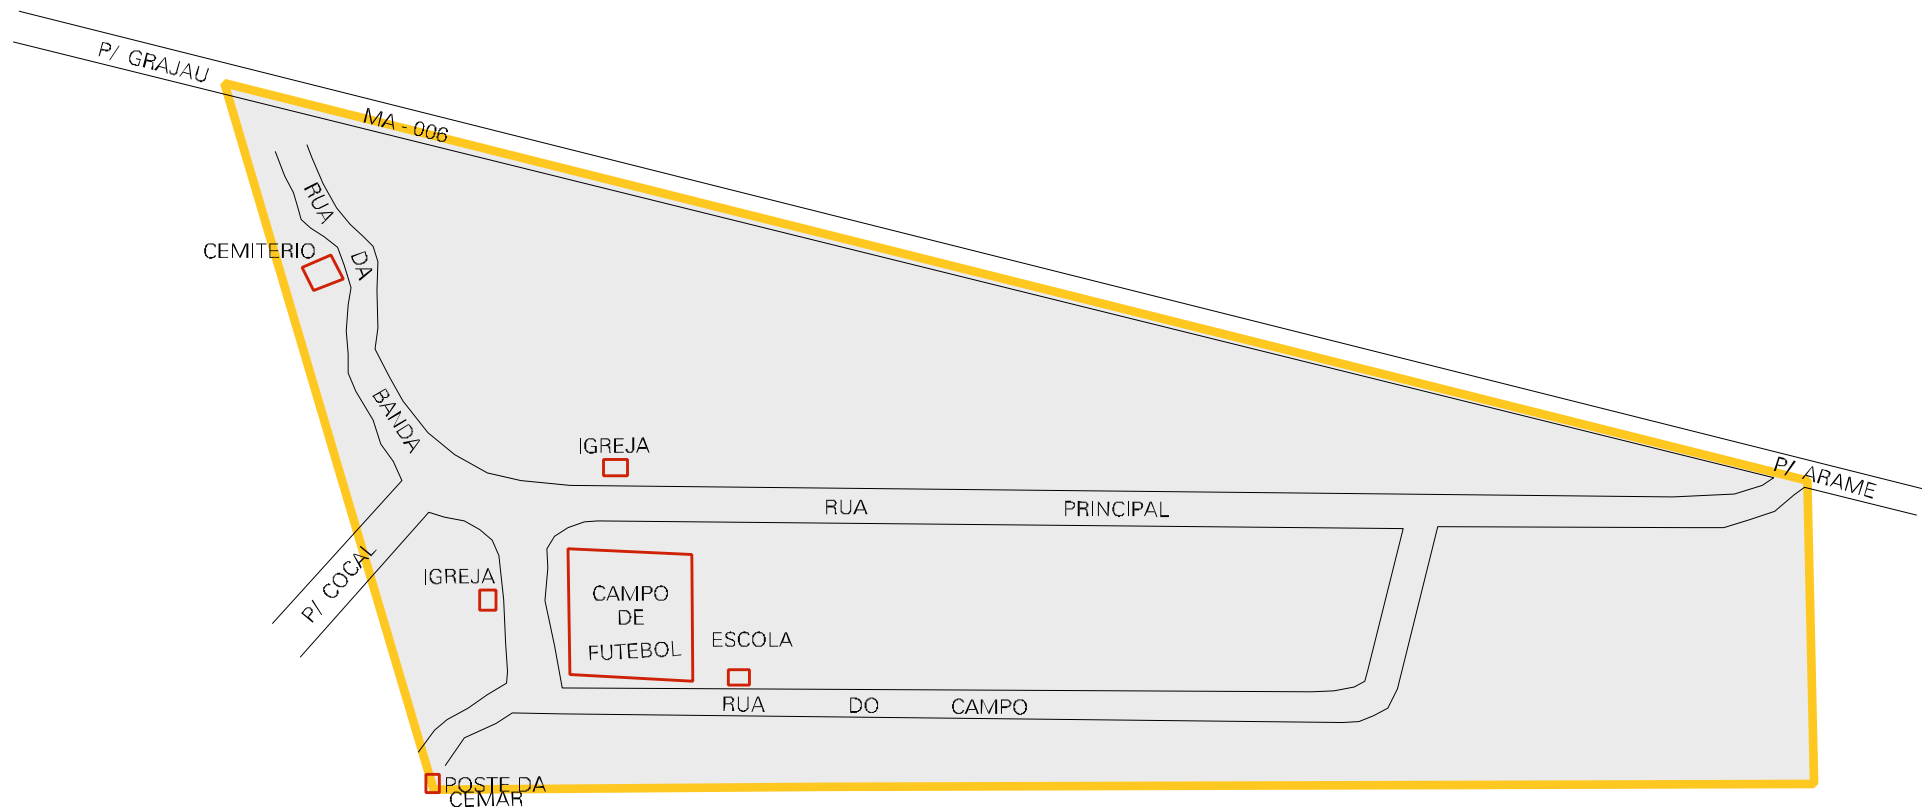 P/ GRAJAU
MA - 006
RUA DA BANDA
CEMITERIO
IGREJA
P/ ARAME
RUA PRINCIPAL
P/ COCAL
IGREJA
CAMPO
DE
FUTEBOL
ESCOLA
RUA DO CAMPO
POSTE DA
CEMAR